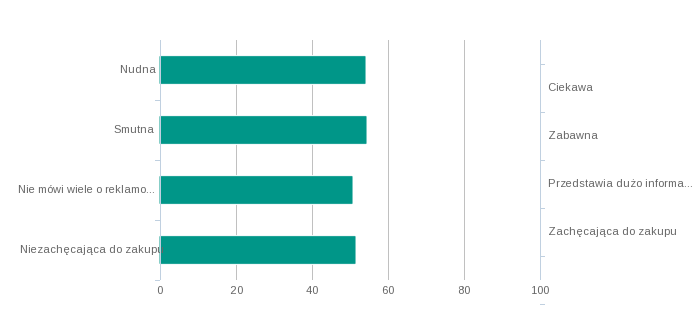 Nudna
Ciekawa
Smutna
Zabawna
Nie mówi wiele o reklamo...
Przedstawia dużo informa...
Niezachęcająca do zakupu
Zachęcająca do zakupu
0 20 40 60 80 100